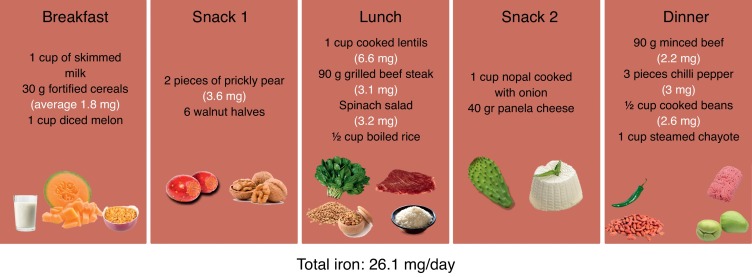 Breakfast
1 cup of skimmed
milk
30 g fortified cereals
(average 1.8 mg)
1 cup diced melon
Snack 1
2 pieces of prickly pear
(3.6 mg)
6 walnut halves
Lunch
1 cup cooked lentils
(6.6 mg)
90 g grilled beef steak
(3.1 mg)
Spinach salad
(3.2 mg)
½ cup boiled rice
Snack 2
1 cup nopal cooked
with onion
40 gr panela cheese
Dinner
90 g minced beef
(2.2 mg)
3 pieces chilli pepper
(3 mg)
½ cup cooked beans
(2.6 mg)
1 cup steamed chayote
Total iron: 26.1 mg/day